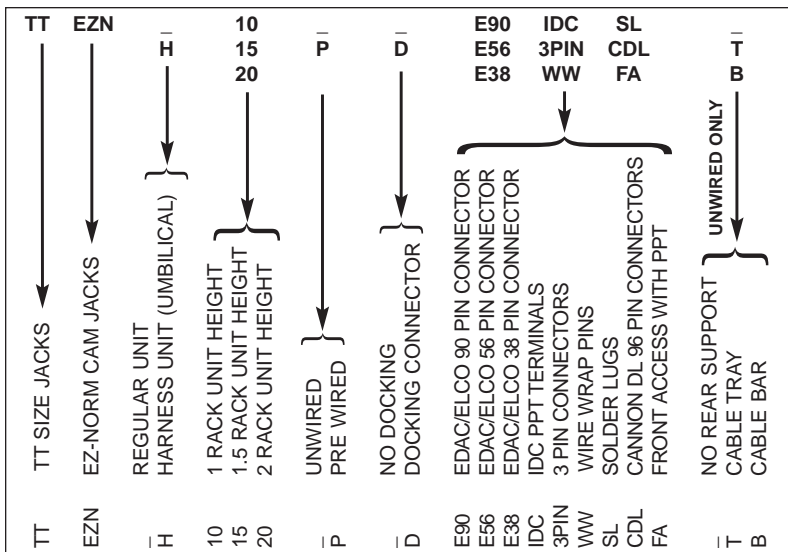 TT EZN _ 10 E90 IDC SL _
H 15 P D E56 3PIN CDL T
20 E38 WW FA B
UNWIRED ONLY
TT SIZE JACKS
EZ-NORM CAM JACKS
REGULAR UNIT
HARNESS UNIT (UMBILICAL)
1 RACK UNIT HEIGHT
1.5 RACK UNIT HEIGHT
2 RACK UNIT HEIGHT
UNWIRED
PRE WIRED
NO DOCKING
DOCKING CONNECTOR
EDAC/ELCO 90 PIN CONNECTOR
EDAC/ELCO 56 PIN CONNECTOR
EDAC/ELCO 38 PIN CONNECTOR
IDC PPT TERMINALS
3 PIN CONNECTORS
WIRE WRAP PINS
SOLDER LUGS
CANNON DL 96 PIN CONNECTORS
FRONT ACCESS WITH PPT
NO REAR SUPPORT
CABLE TRAY
CABLE BAR
TT
EZN
_
H
10
15
20
_
P
_
D
E90
E56
E38
IDC
3PIN
WW
SL
CDL
FA
_
T
B